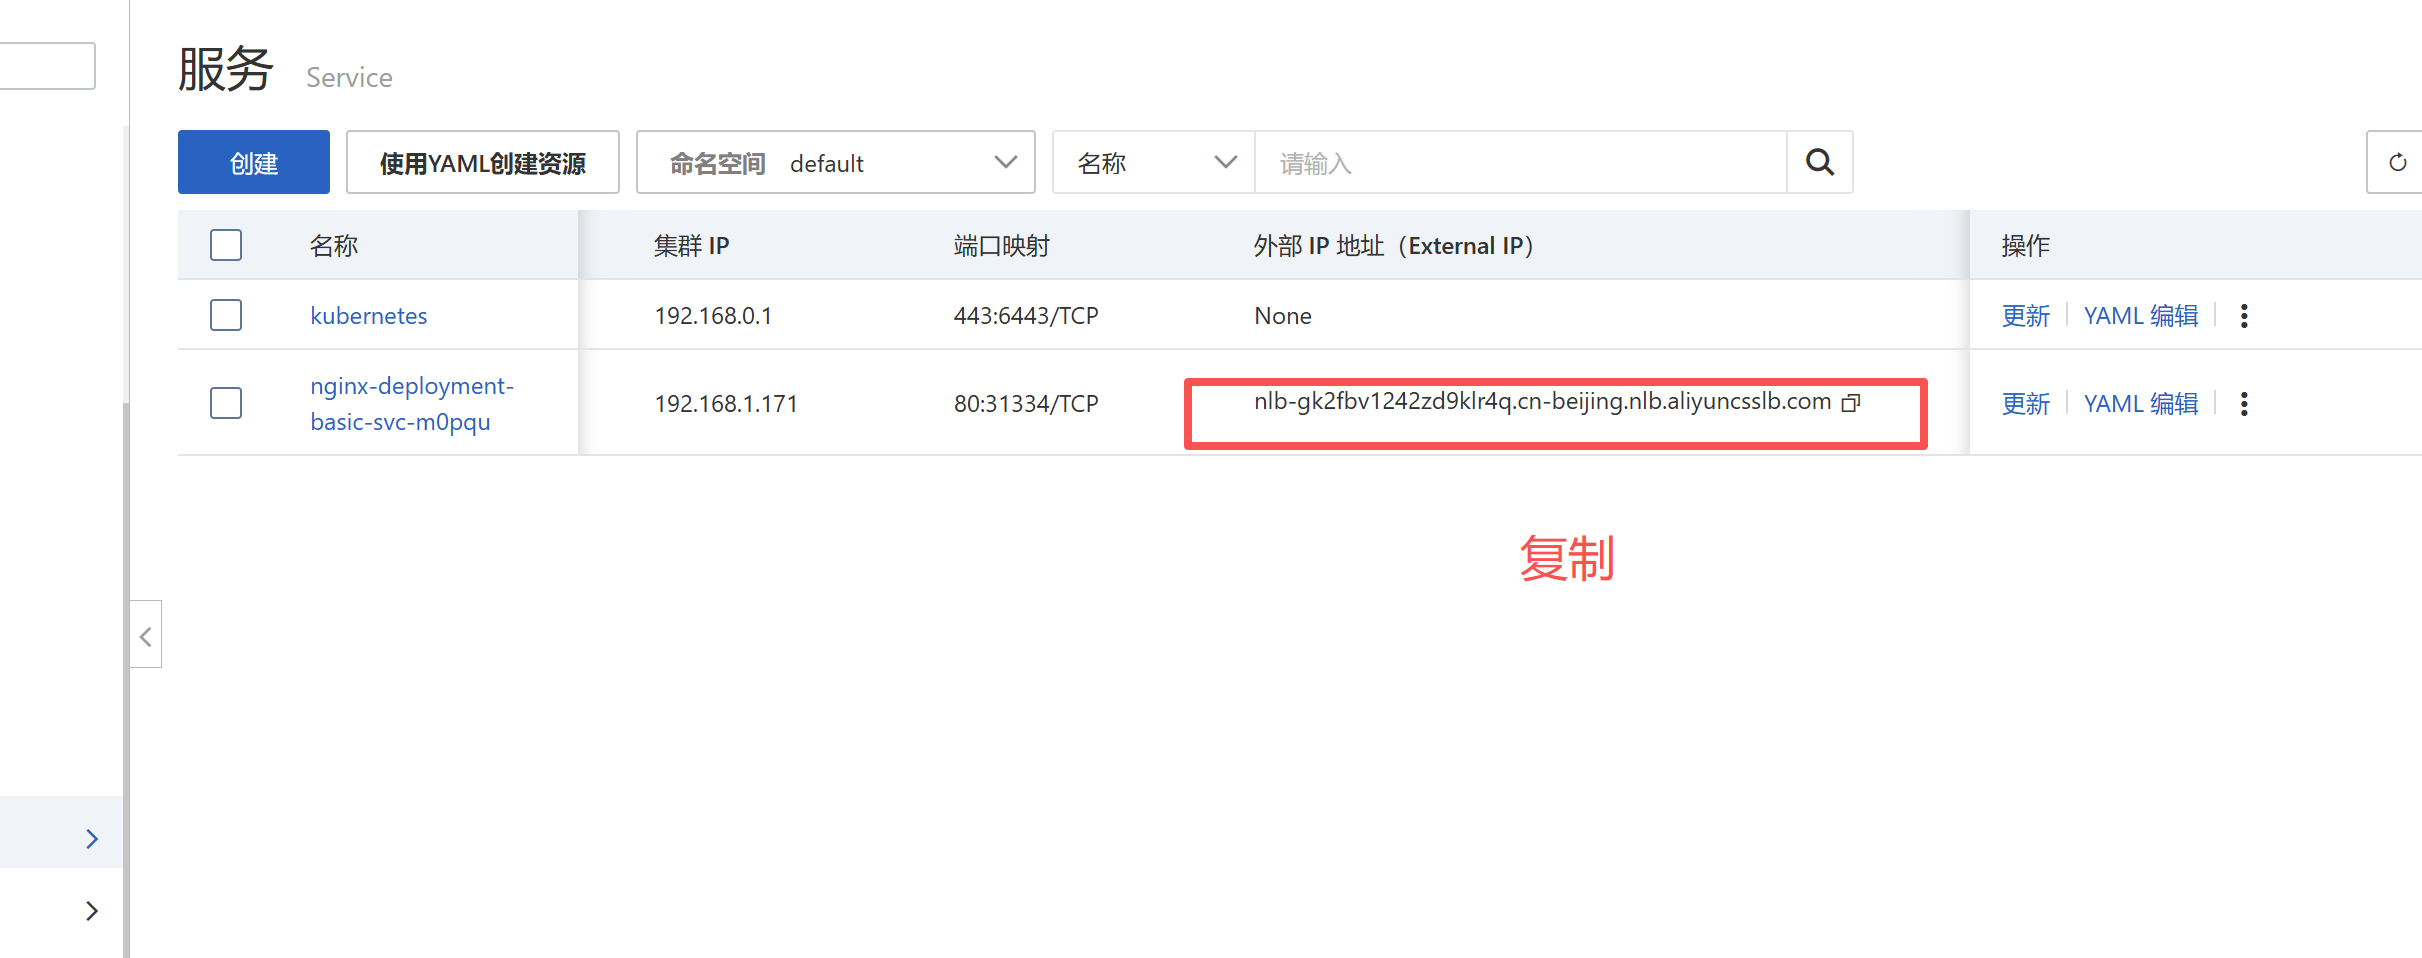 服务 Service
创建 使用YAML创建资源 命名空间 default 名称 请输入
名称 集群 IP 端口映射 外部 IP 地址（External IP） 操作
kubernetes 192.168.0.1 443:6443/TCP None 更新 YAML 编辑
nginx-deployment-
basic-svc-m0pqu 192.168.1.171 80:31334/TCP nlb-gk2fbv1242zd9klr4q.cn-beijing.nlb.aliyuncsslb.com 更新 YAML 编辑
复制